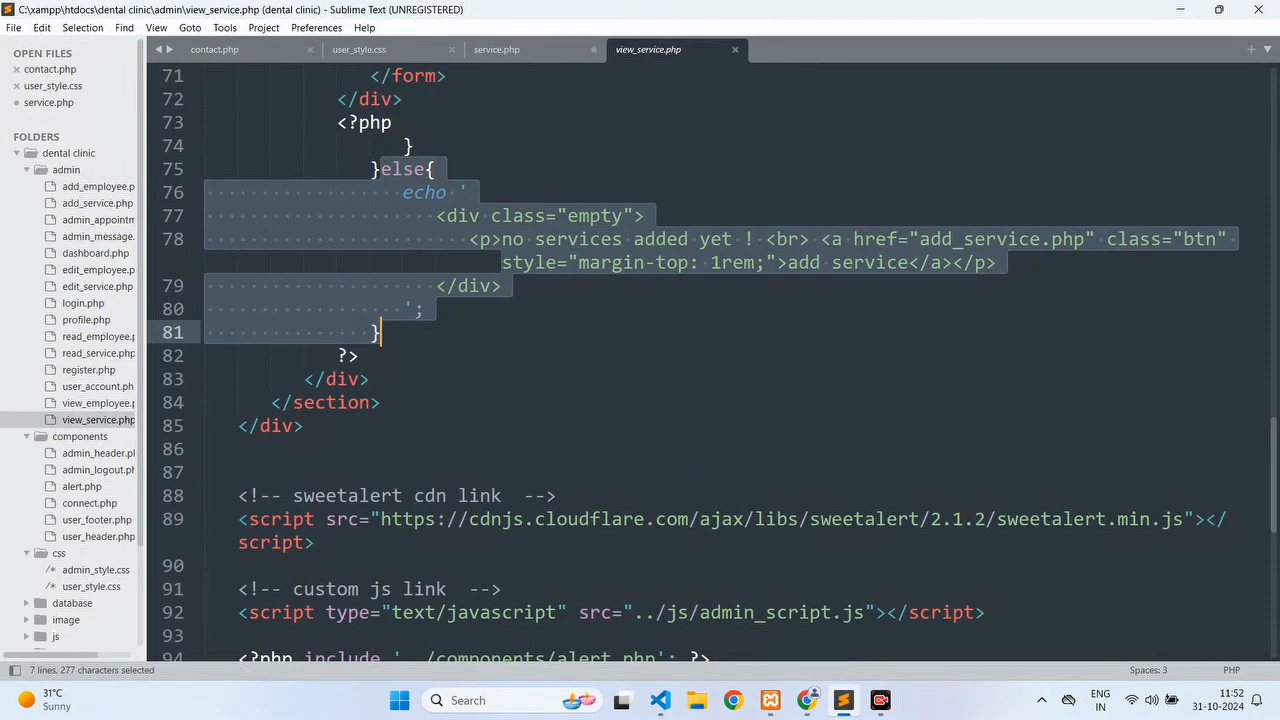 C:\xampp\htdocs\dental clinic\admin\view_service.php (dental clinic) - Sublime Text (UNREGISTERED)
File Edit Selection Find View Goto Tools Project Preferences Help
OPEN FILES
contact.php
user_style.css
service.php
FOLDERS
dental clinic
admin
add_employee.p
add_service.php
admin_appointm
admin_message.
dashboard.php
edit_employee.p
edit_service.php
login.php
profile.php
read_employee.p
read_service.php
register.php
user_account.ph
view_employee.p
view_service.php
components
admin_header.pl
admin_logout.ph
alert.php
connect.php
user_footer.php
user_header.php
css
admin_style.css
user_style.css
database
image
js
contact.php user_style.css service.php view_service.php
71 </form>
72 </div>
73 <?php
74 }
75 }else{
76 echo '
77 <div class="empty">
78 <p>no services added yet ! <br> <a href="add_service.php" class="btn"
style="margin-top: 1rem;">add service</a></p>
79 </div>
80 ';
81 }
82 ?>
83 </div>
84 </section>
85 </div>
86
87
88 <!-- sweetalert cdn link  -->
89 <script src="https://cdnjs.cloudflare.com/ajax/libs/sweetalert/2.1.2/sweetalert.min.js"></
script>
90
91 <!-- custom js link  -->
92 <script type="text/javascript" src="../js/admin_script.js"></script>
93
94 <?php include '../components/alert.php'; ?>
7 lines, 277 characters selected Spaces: 3 PHP
31°C
Sunny
Search
ENG
IN
11:52
31-10-2024